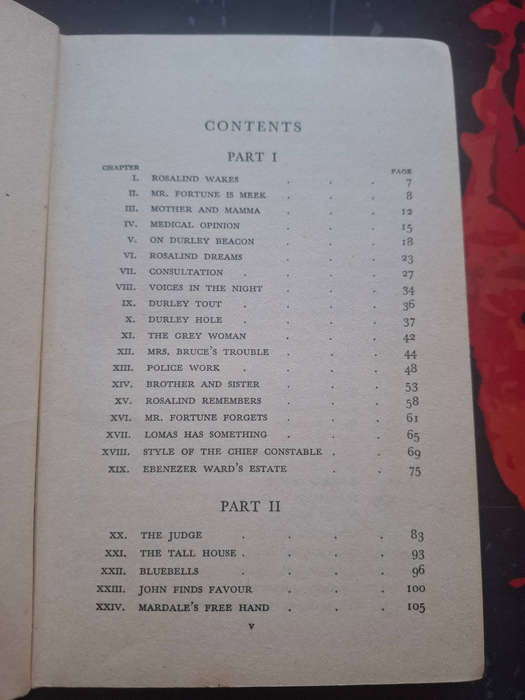 CONTENTS
PART I
CHAPTER PAGE
I. ROSALIND WAKES . . . 7
II. MR. FORTUNE IS MEEK . . . 8
III. MOTHER AND MAMMA . . . 12
IV. MEDICAL OPINION . . . 15
V. ON DURLEY BEACON . . . 18
VI. ROSALIND DREAMS . . . 23
VII. CONSULTATION . . . . 27
VIII. VOICES IN THE NIGHT . . . 34
IX. DURLEY TOUT . . . . 36
X. DURLEY HOLE . . . . 37
XI. THE GREY WOMAN . . . 42
XII. MRS. BRUCE'S TROUBLE . . . 44
XIII. POLICE WORK . . . . 48
XIV. BROTHER AND SISTER . . . 53
XV. ROSALIND REMEMBERS . . . 58
XVI. MR. FORTUNE FORGETS . . . 61
XVII. LOMAS HAS SOMETHING . . . 65
XVIII. STYLE OF THE CHIEF CONSTABLE . . 69
XIX. EBENEZER WARD'S ESTATE . . . 75
PART II
XX. THE JUDGE . . . . 83
XXI. THE TALL HOUSE . . . . 93
XXII. BLUEBELLS . . . . 96
XXIII. JOHN FINDS FAVOUR . . . 100
XXIV. MARDALE'S FREE HAND . . . 105
v